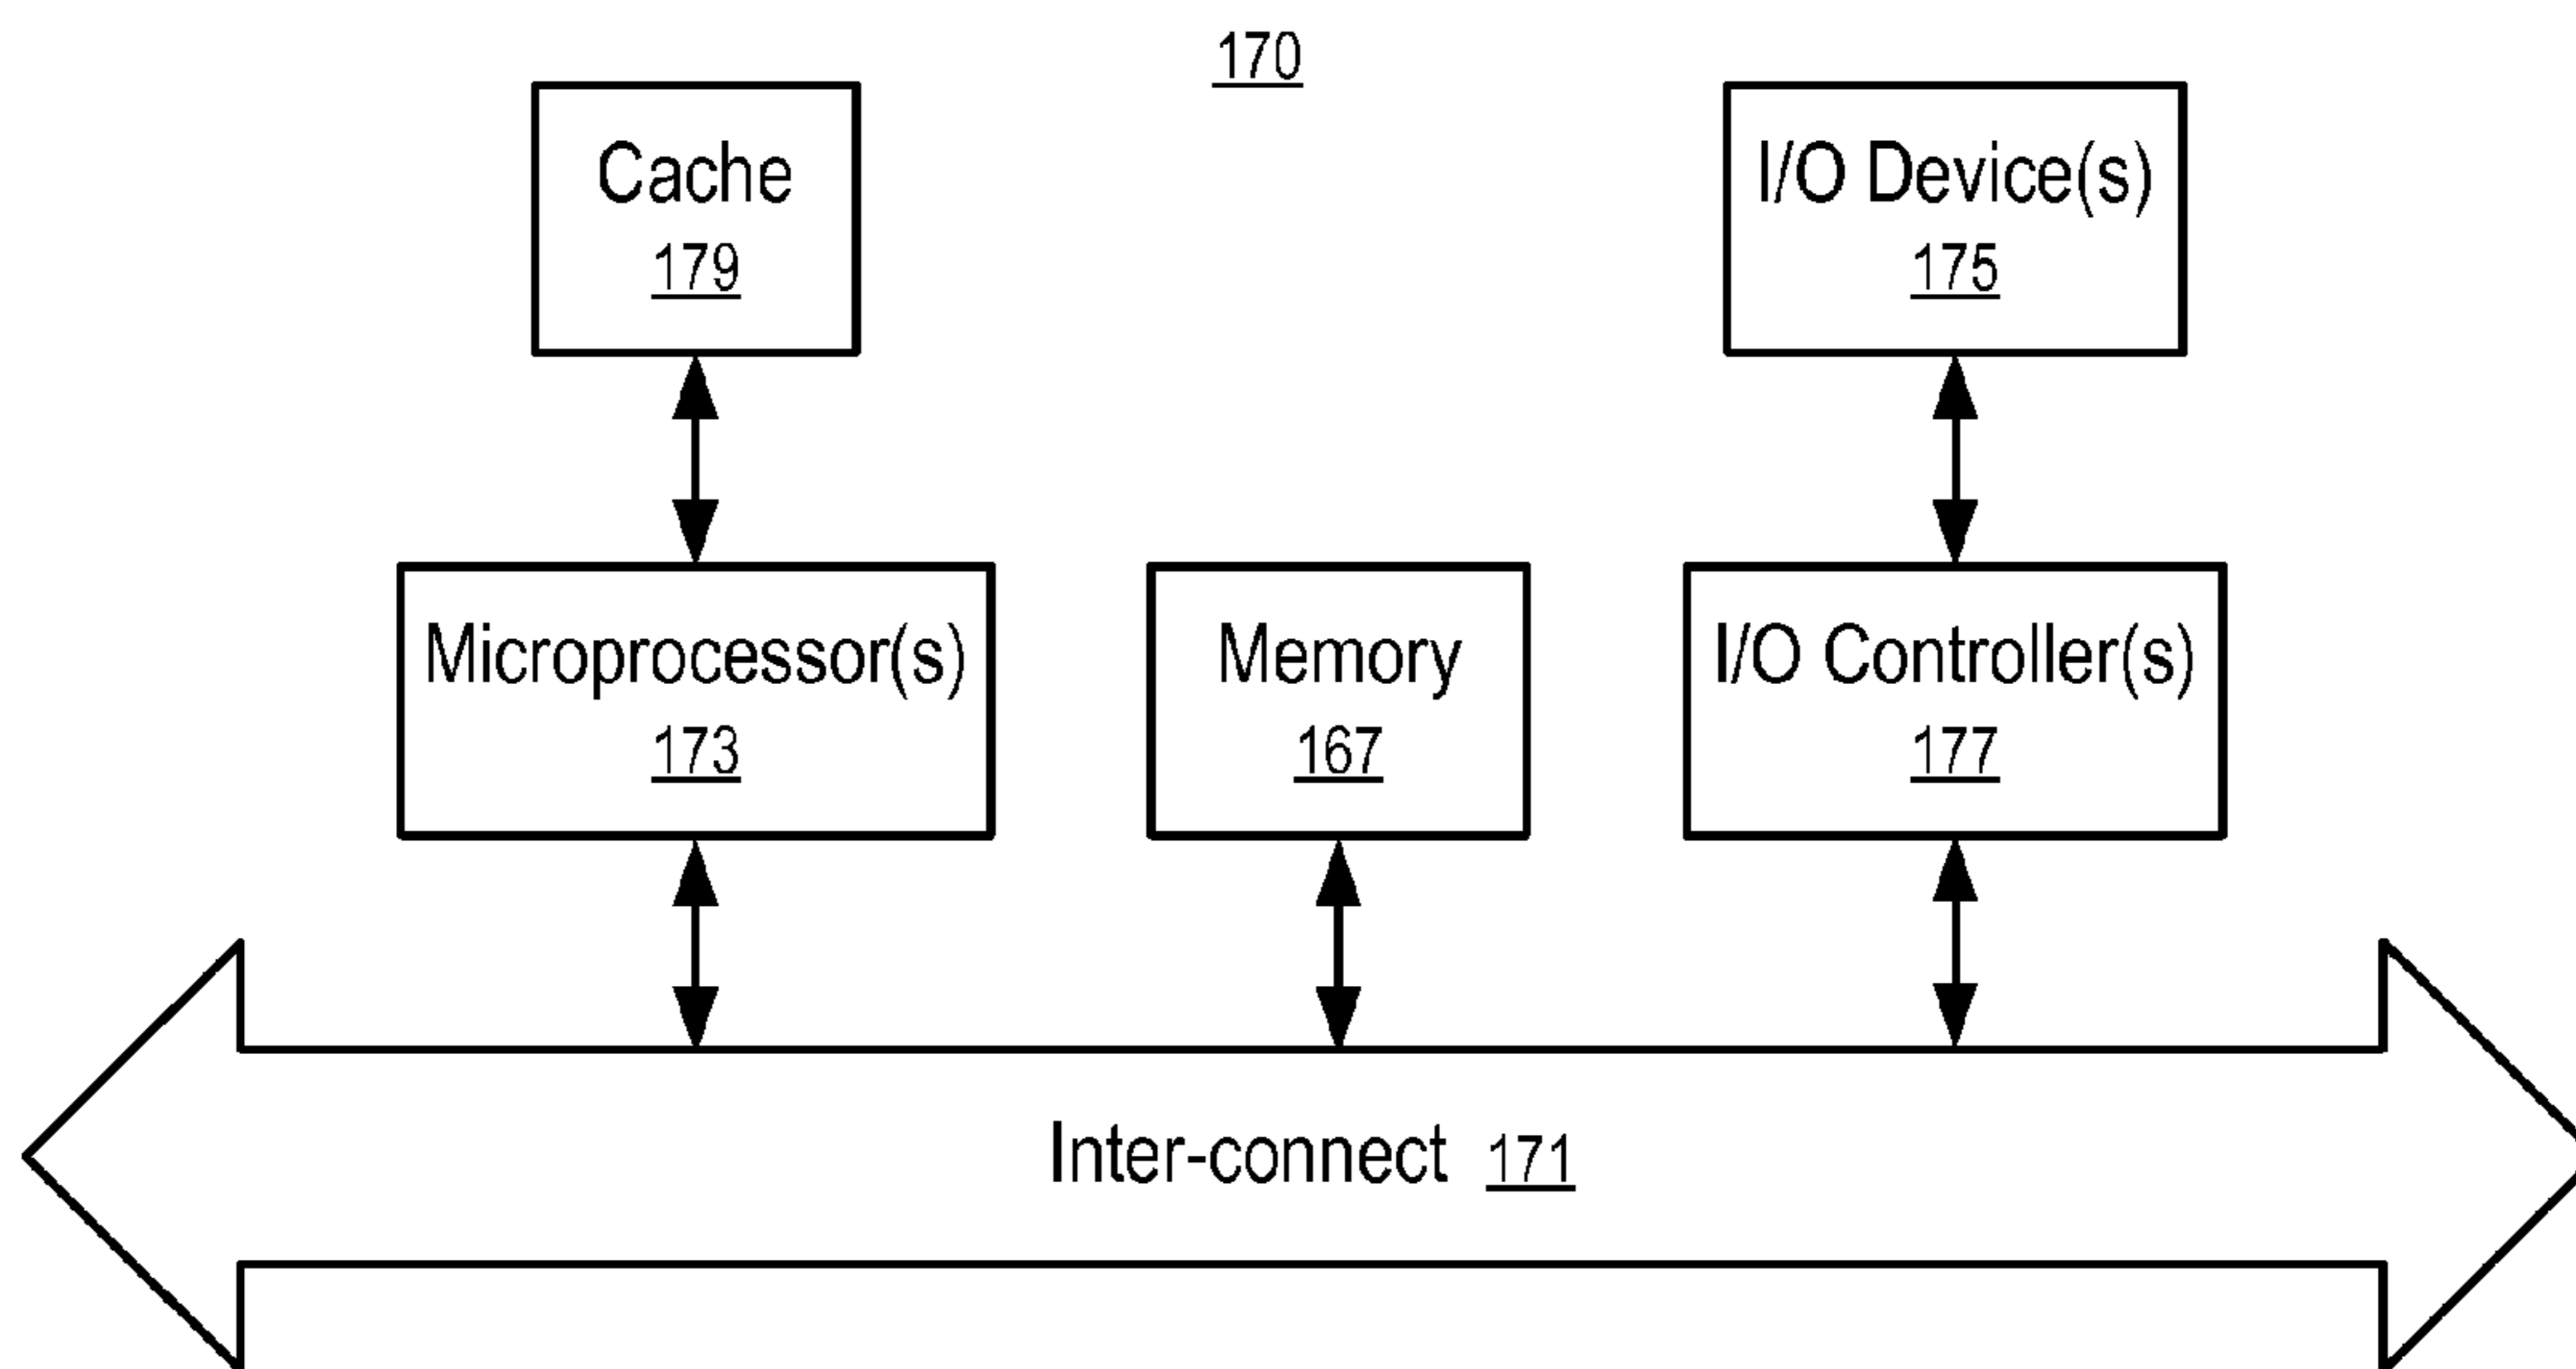 170
Cache
179
I/O Device(s)
175
Microprocessor(s)
173
Memory
167
I/O Controller(s)
177
Inter-connect 171